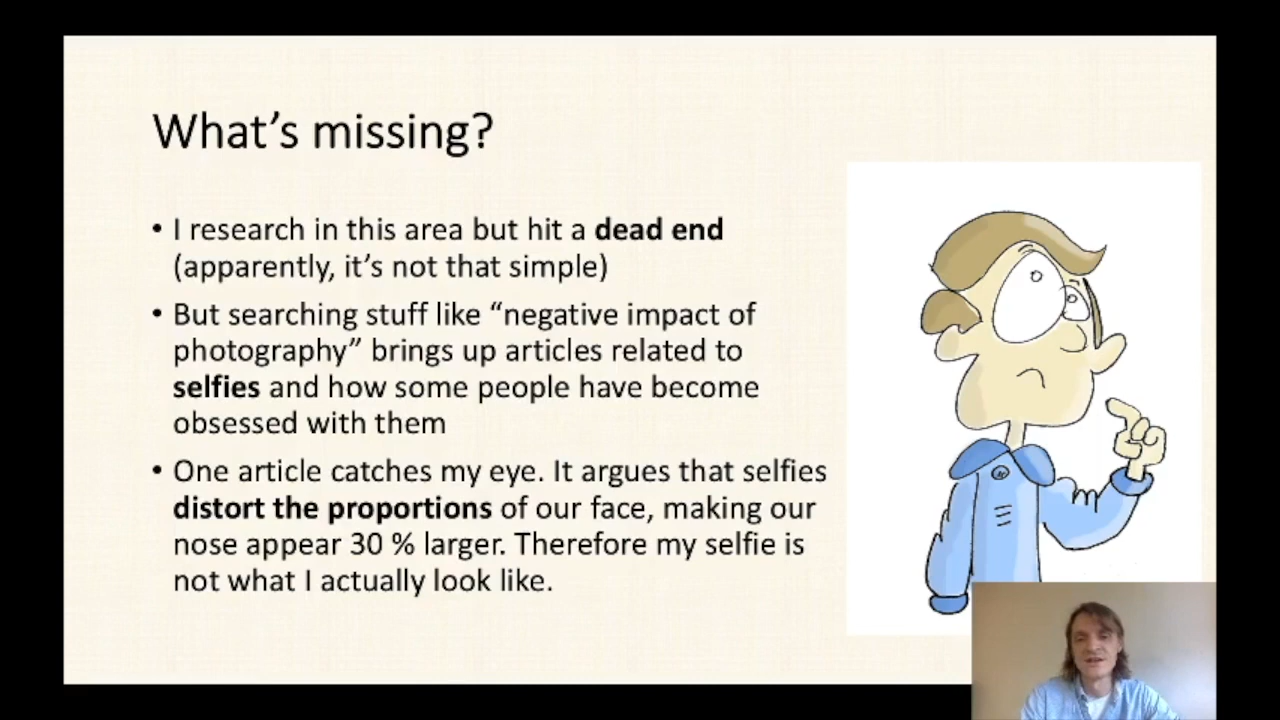 What's missing?
• I research in this area but hit a dead end
(apparently, it's not that simple)
• But searching stuff like “negative impact of
photography” brings up articles related to
selfies and how some people have become
obsessed with them
• One article catches my eye. It argues that selfies
distort the proportions of our face, making our
nose appear 30 % larger. Therefore my selfie is
not what I actually look like.